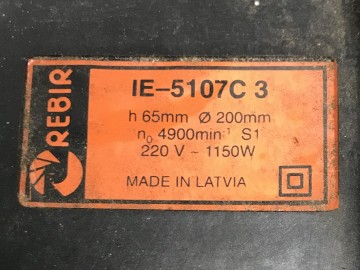 REBIR
IE–5107C 3
h 65mm Ø 200mm
n₀ 4900min⁻¹ S1
220 V ~ 1150W
MADE IN LATVIA